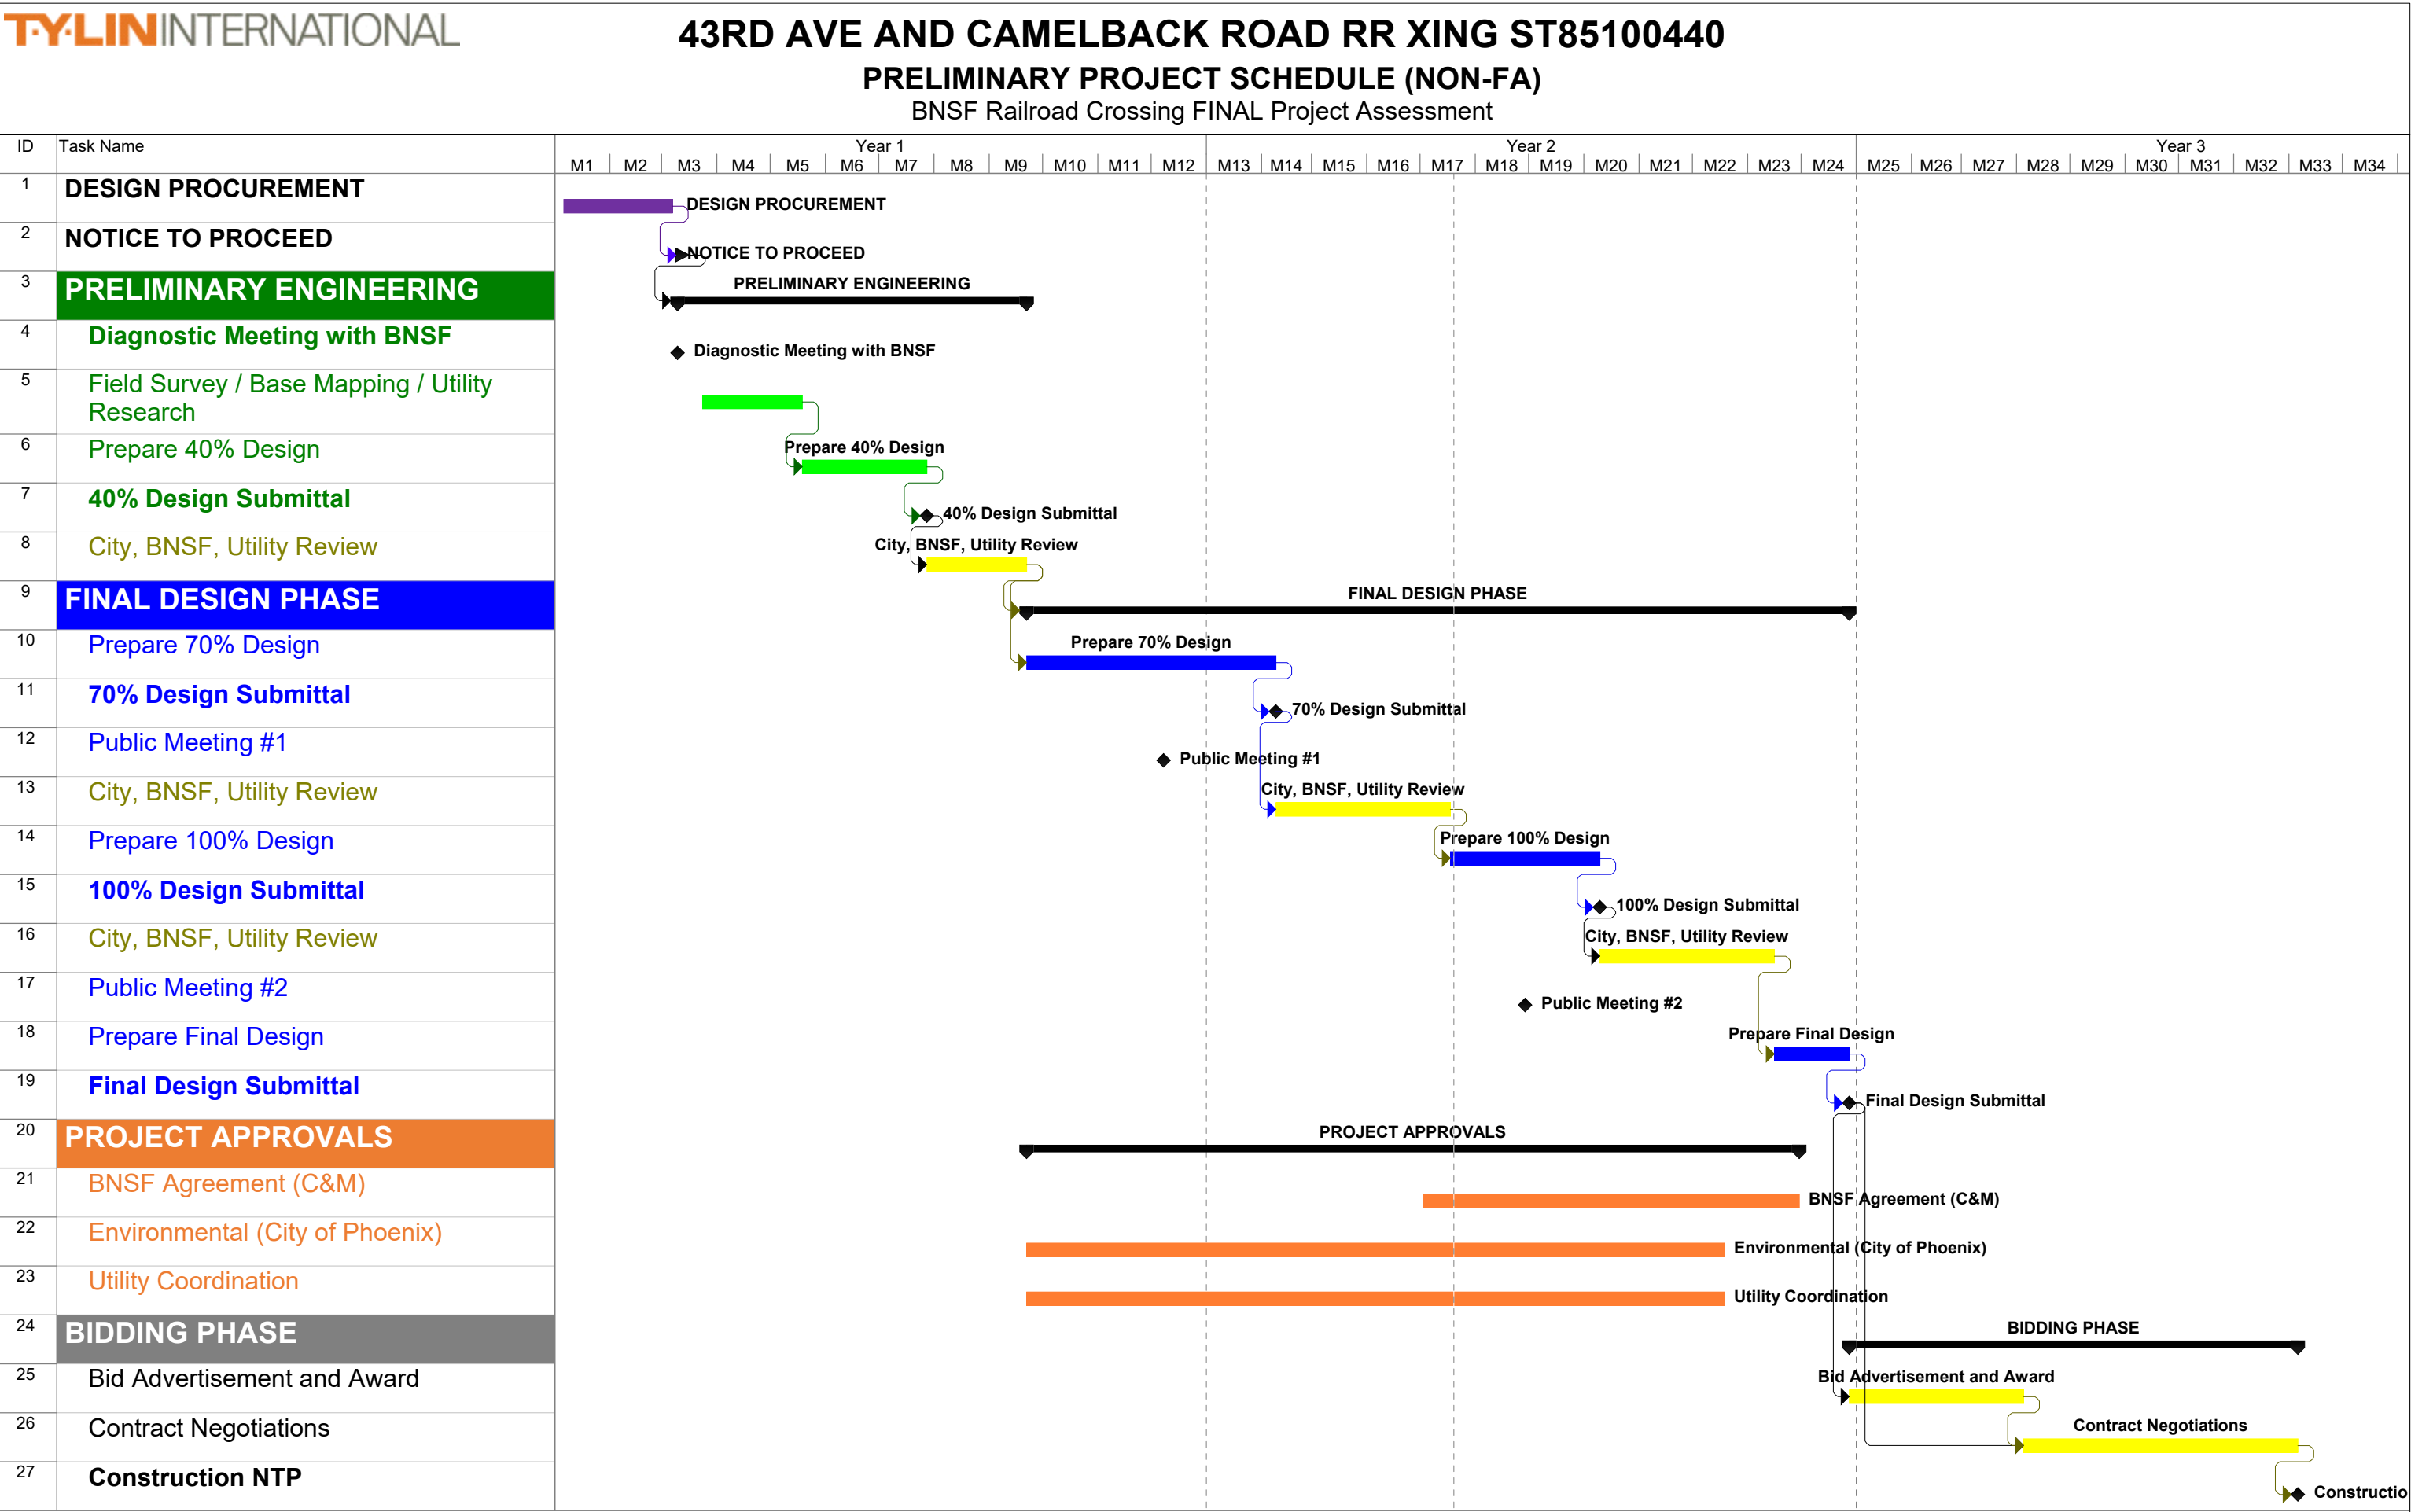 T·Y·LIN INTERNATIONAL
43RD AVE AND CAMELBACK ROAD RR XING ST85100440
PRELIMINARY PROJECT SCHEDULE (NON-FA)
BNSF Railroad Crossing FINAL Project Assessment
ID Task Name Year 1 Year 2 Year 3
M1 M2 M3 M4 M5 M6 M7 M8 M9 M10 M11 M12 M13 M14 M15 M16 M17 M18 M19 M20 M21 M22 M23 M24 M25 M26 M27 M28 M29 M30 M31 M32 M33 M34
1 DESIGN PROCUREMENT
DESIGN PROCUREMENT
2 NOTICE TO PROCEED
NOTICE TO PROCEED
3 PRELIMINARY ENGINEERING
PRELIMINARY ENGINEERING
4 Diagnostic Meeting with BNSF
Diagnostic Meeting with BNSF
5 Field Survey / Base Mapping / Utility
Research
6 Prepare 40% Design
Prepare 40% Design
7 40% Design Submittal
40% Design Submittal
8 City, BNSF, Utility Review
City, BNSF, Utility Review
9 FINAL DESIGN PHASE
FINAL DESIGN PHASE
10 Prepare 70% Design
Prepare 70% Design
11 70% Design Submittal
70% Design Submittal
12 Public Meeting #1
Public Meeting #1
13 City, BNSF, Utility Review
City, BNSF, Utility Review
14 Prepare 100% Design
Prepare 100% Design
15 100% Design Submittal
100% Design Submittal
16 City, BNSF, Utility Review
City, BNSF, Utility Review
17 Public Meeting #2
Public Meeting #2
18 Prepare Final Design
Prepare Final Design
19 Final Design Submittal
Final Design Submittal
20 PROJECT APPROVALS
PROJECT APPROVALS
21 BNSF Agreement (C&M)
BNSF Agreement (C&M)
22 Environmental (City of Phoenix)
Environmental (City of Phoenix)
23 Utility Coordination
Utility Coordination
24 BIDDING PHASE
BIDDING PHASE
25 Bid Advertisement and Award
Bid Advertisement and Award
26 Contract Negotiations
Contract Negotiations
27 Construction NTP
Constructio